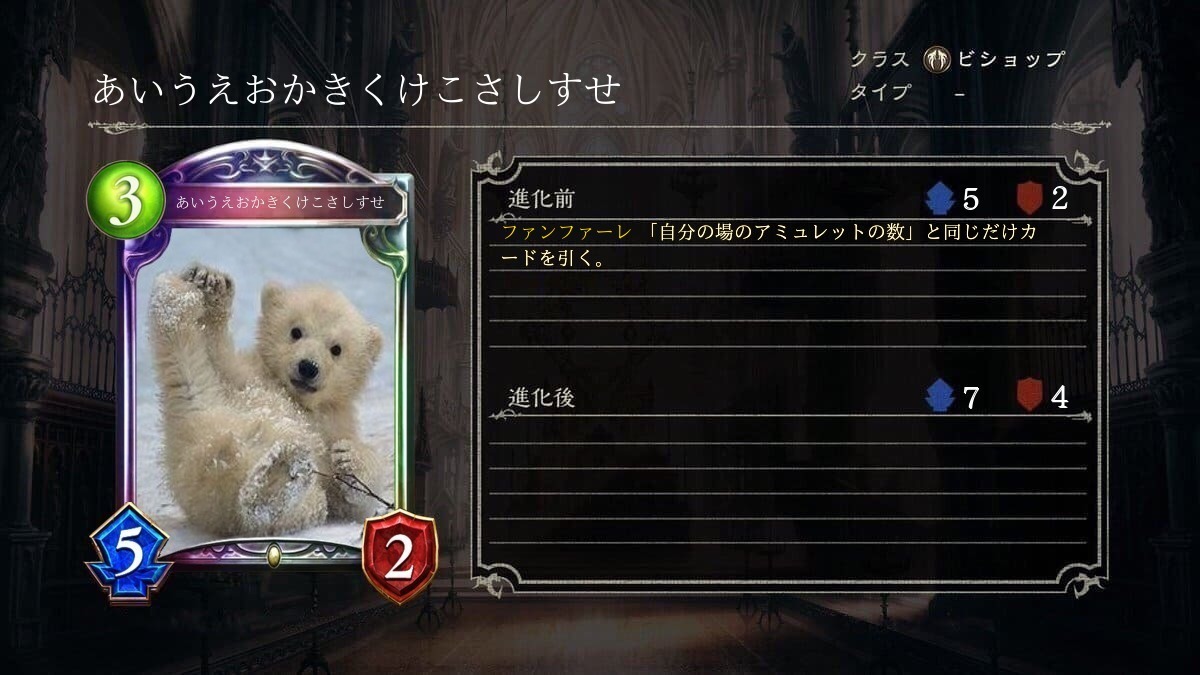 あいうえおかきくけこさしすせ
クラス ビショップ
タイプ –
3
あいうえおかきくけこさしすせ
5
2
進化前 5 2
ファンファーレ 「自分の場のアミュレットの数」と同じだけカ
ードを引く。
進化後 7 4